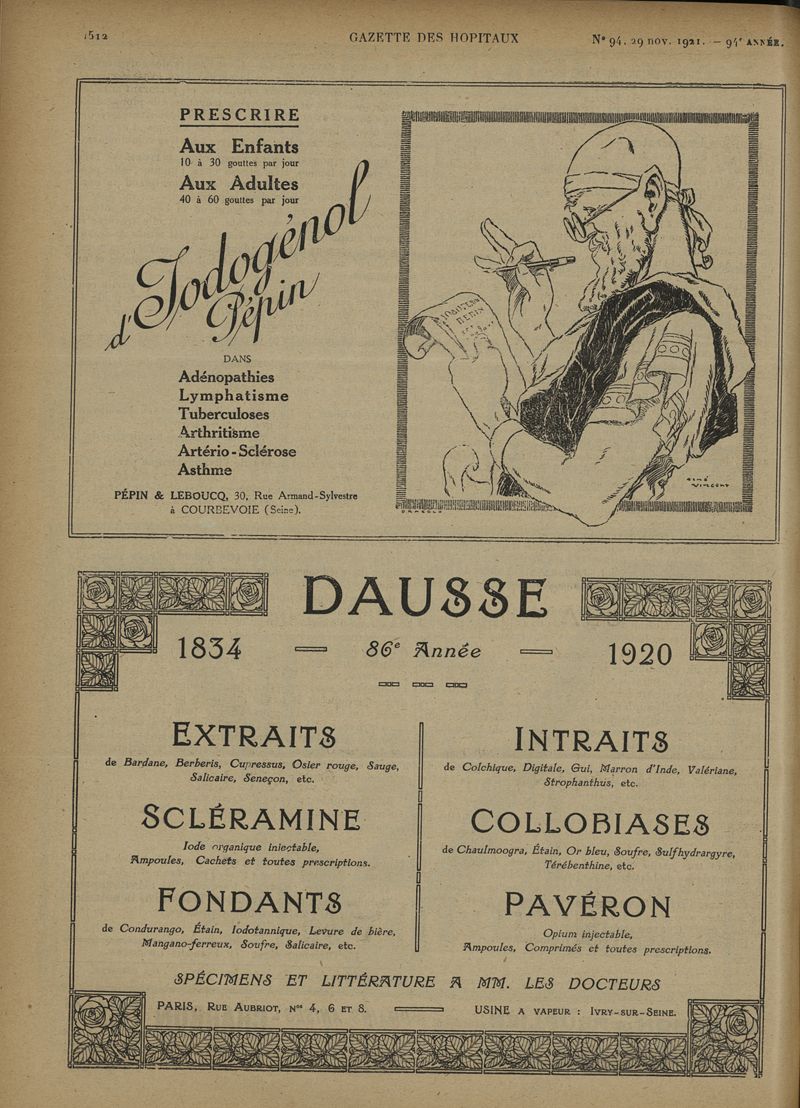 1512
GAZETTE DES HOPITAUX
N° 94. 29 nov. 1921. — 94e ANNÉE.
PRESCRIRE
Aux Enfants
10 à 30 gouttes par jour
Aux Adultes
40 à 60 gouttes par jour
d'Iodogénol
Pépin
DANS
Adénopathies
Lymphatisme
Tuberculoses
Arthritisme
Artério-Sclérose
Asthme
PÉPIN & LEBOUCQ, 30, Rue Armand-Sylvestre
à COURBEVOIE (Seine).
PEPIN
RENÉ
VINCENT
DAUSSE
1834 — 86e Année — 1920
EXTRAITS
de Bardane, Berberis, Cupressus, Osier rouge, Sauge,
Salicaire, Seneçon, etc.
SCLÉRAMINE
Iode organique injectable,
Ampoules, Cachets et toutes prescriptions.
FONDANTS
de Condurango, Étain, Iodotannique, Levure de bière,
Mangano-ferreux, Soufre, Salicaire, etc.
INTRAITS
de Colchique, Digitale, Gui, Marron d'Inde, Valériane,
Strophanthus, etc.
COLLOBIASES
de Chaulmoogra, Étain, Or bleu, Soufre, Sulfhydrargyre,
Térébenthine, etc.
PAVÉRON
Opium injectable,
Ampoules, Comprimés et toutes prescriptions.
SPÉCIMENS ET LITTÉRATURE A MM. LES DOCTEURS
PARIS, RUE AUBRIOT, Nos 4, 6 ET 8. — USINE A VAPEUR : IVRY-SUR-SEINE.